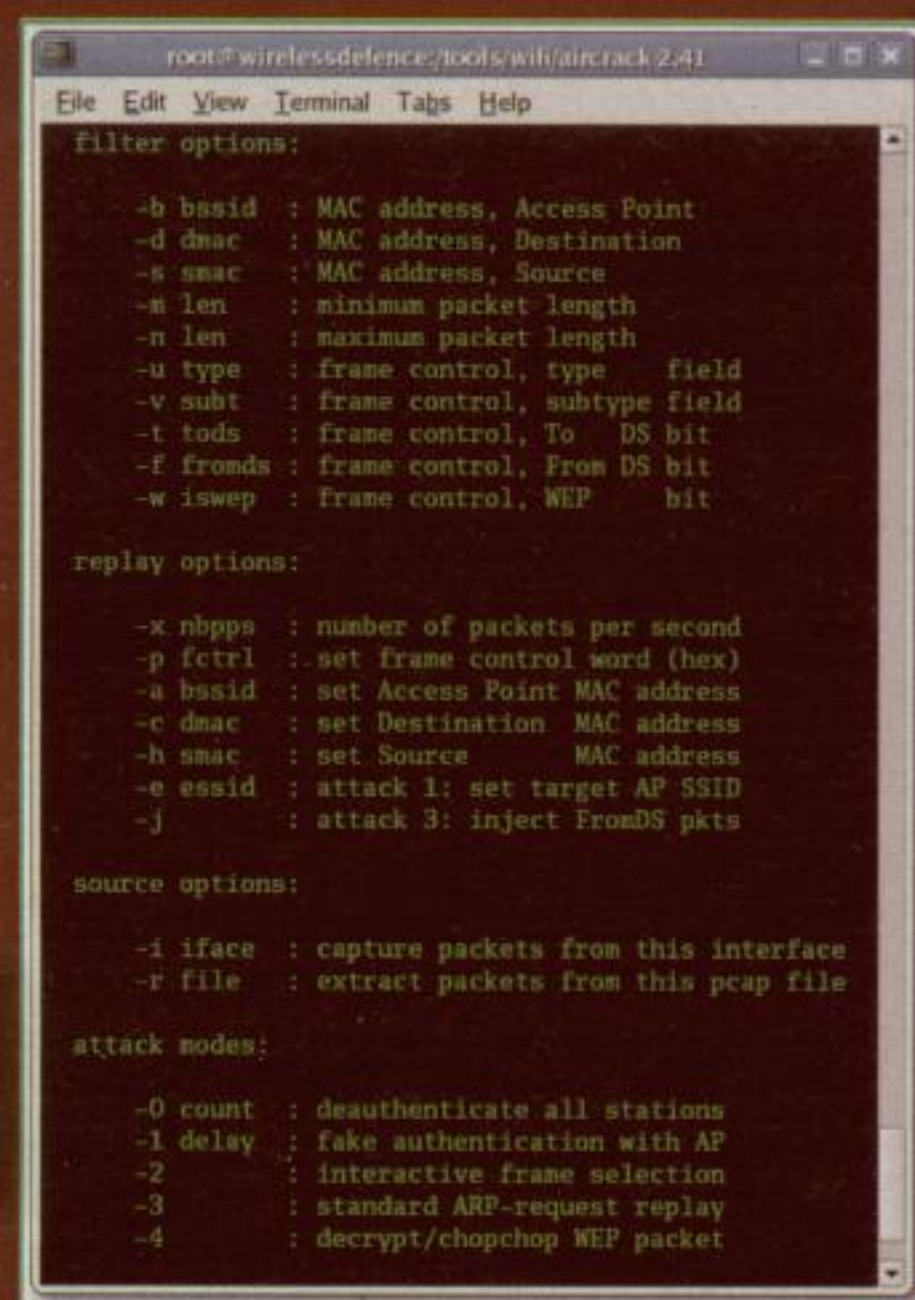 root@wirelessdefence:/tools/wifi/aircrack-2.41
File Edit View Terminal Tabs Help
filter options:
-b bssid : MAC address, Access Point
-d dmac : MAC address, Destination
-s smac : MAC address, Source
-m len : minimum packet length
-n len : maximum packet length
-u type : frame control, type field
-v subt : frame control, subtype field
-t tods : frame control, To DS bit
-f fromds : frame control, From DS bit
-w iswep : frame control, WEP bit
replay options:
-x nbpps : number of packets per second
-p fctrl : set frame control word (hex)
-a bssid : set Access Point MAC address
-c dmac : set Destination MAC address
-h smac : set Source MAC address
-e essid : attack 1: set target AP SSID
-j : attack 3: inject FromDS pkts
source options:
-i iface : capture packets from this interface
-r file : extract packets from this pcap file
attack modes:
-0 count : deauthenticate all stations
-1 delay : fake authentication with AP
-2 : interactive frame selection
-3 : standard ARP-request replay
-4 : decrypt/chopchop WEP packet